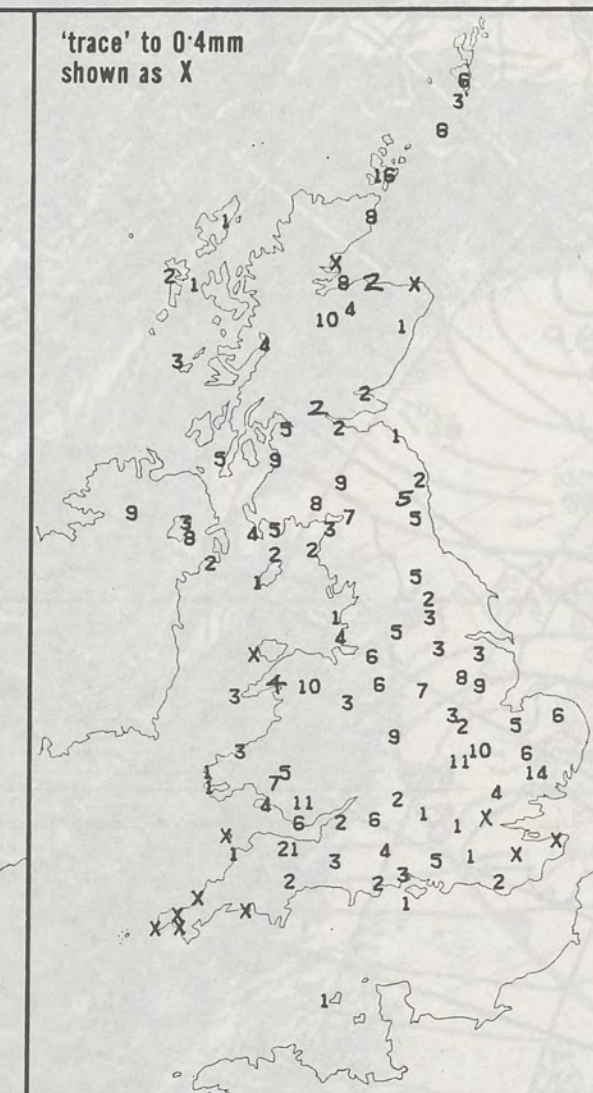 ‘trace’ to 0·4mm
shown as X
6
3
8
16
8
1
X
2 1 8 2 X
10 4 1
4
3
2
2
5 2 1
5 9
9 2
8 5
9 3 7 5
8 4 5 3
2 2 2
1 5
2
1 3
4 5
X 6 3 3
8
4 10 6 7 9
3 3
3 6
2 5
9
3 10 6
11
1 5 14
1 7 4
4 11 2
6 2 6 1 1 X
X X
1 21 3 4 5 1 X
3
2 2 2
X 1
X X
X X
1